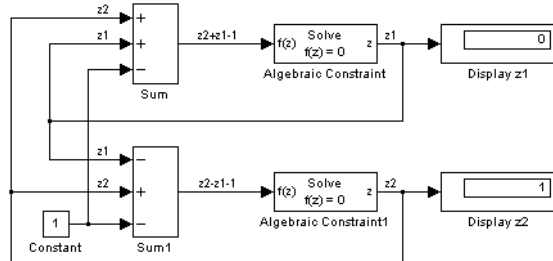 z2
+
z1
+
−
Sum
z2+z1-1
f(z)
Solve
f(z) = 0
z
Algebraic Constraint
z1
0
Display z1
z1
−
z2
+
−
Sum1
z2-z1-1
f(z)
Solve
f(z) = 0
z
Algebraic Constraint1
z2
1
Display z2
1
Constant